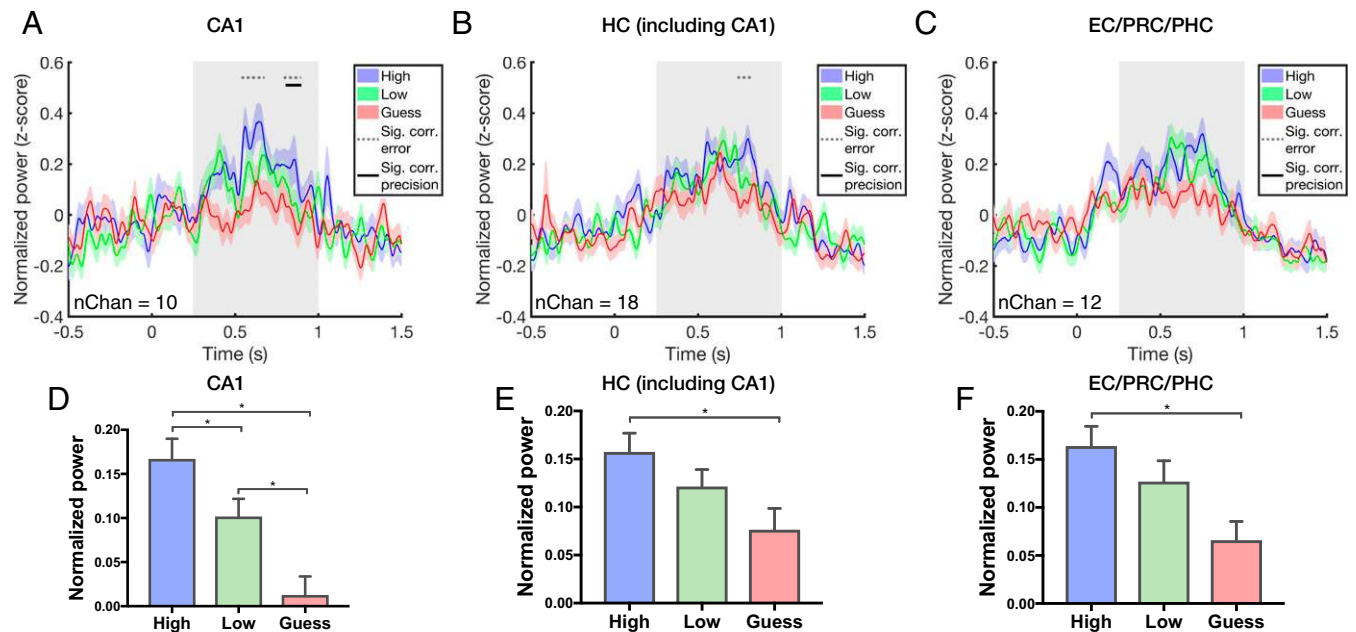 A
CA1
Normalized power (z-score)
0.6
0.4
0.2
0
-0.2
-0.4
High
Low
Guess
Sig. corr.
error
Sig. corr.
precision
nChan = 10
-0.5
0
0.5
1
1.5
Time (s)
B
HC (including CA1)
Normalized power (z-score)
0.6
0.4
0.2
0
-0.2
-0.4
High
Low
Guess
Sig. corr.
error
Sig. corr.
precision
nChan = 18
-0.5
0
0.5
1
1.5
Time (s)
C
EC/PRC/PHC
Normalized power (z-score)
0.6
0.4
0.2
0
-0.2
-0.4
High
Low
Guess
Sig. corr.
error
Sig. corr.
precision
nChan = 12
-0.5
0
0.5
1
1.5
Time (s)
D
CA1
Normalized power
0.20
0.15
0.10
0.05
0.00
*
*
*
High
Low
Guess
E
HC (including CA1)
Normalized power
0.20
0.15
0.10
0.05
0.00
*
High
Low
Guess
F
EC/PRC/PHC
Normalized power
0.20
0.15
0.10
0.05
0.00
*
High
Low
Guess